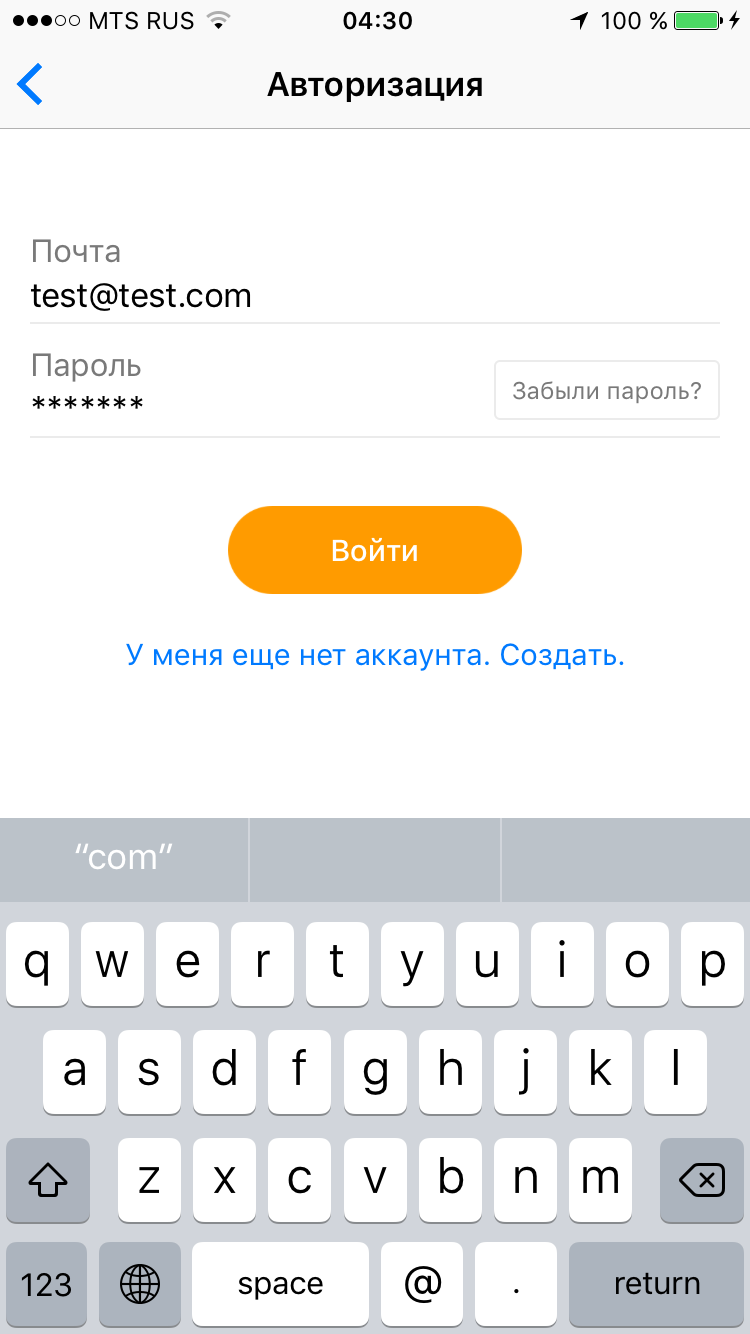 MTS RUS 04:30 100 %
Авторизация
Почта
test@test.com
Пароль
*******
Забыли пароль?
Войти
У меня еще нет аккаунта. Создать.
“com”
q w e r t y u i o p
a s d f g h j k l
z x c v b n m
123 space @ . return